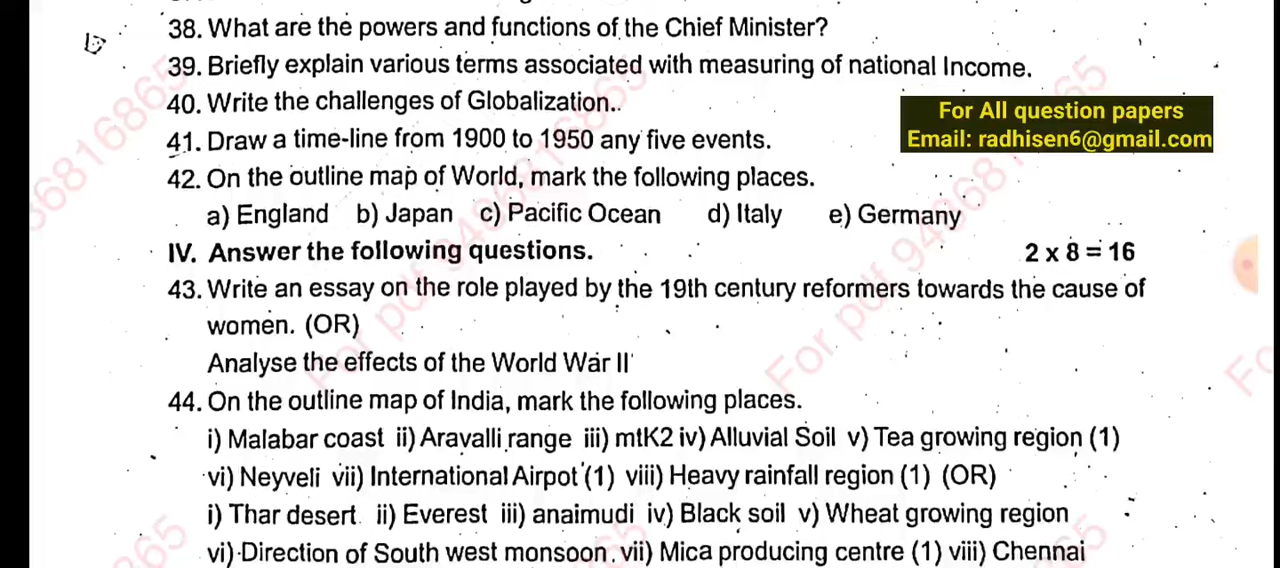 38. What are the powers and functions of the Chief Minister?
39. Briefly explain various terms associated with measuring of national Income.
40. Write the challenges of Globalization..
For All question papers
Email: radhisen6@gmail.com
41. Draw a time-line from 1900 to 1950 any five events.
42. On the outline map of World, mark the following places.
a) England b) Japan c) Pacific Ocean d) Italy e) Germany
IV. Answer the following questions. 2 x 8 = 16
43. Write an essay on the role played by the 19th century reformers towards the cause of
women. (OR)
Analyse the effects of the World War II
44. On the outline map of India, mark the following places.
i) Malabar coast ii) Aravalli range iii) mtK2 iv) Alluvial Soil v) Tea growing region (1)
vi) Neyveli vii) International Airpot (1) viii) Heavy rainfall region (1) (OR)
i) Thar desert ii) Everest iii) anaimudi iv) Black soil v) Wheat growing region
vi) Direction of South west monsoon vii) Mica producing centre (1) viii) Chennai